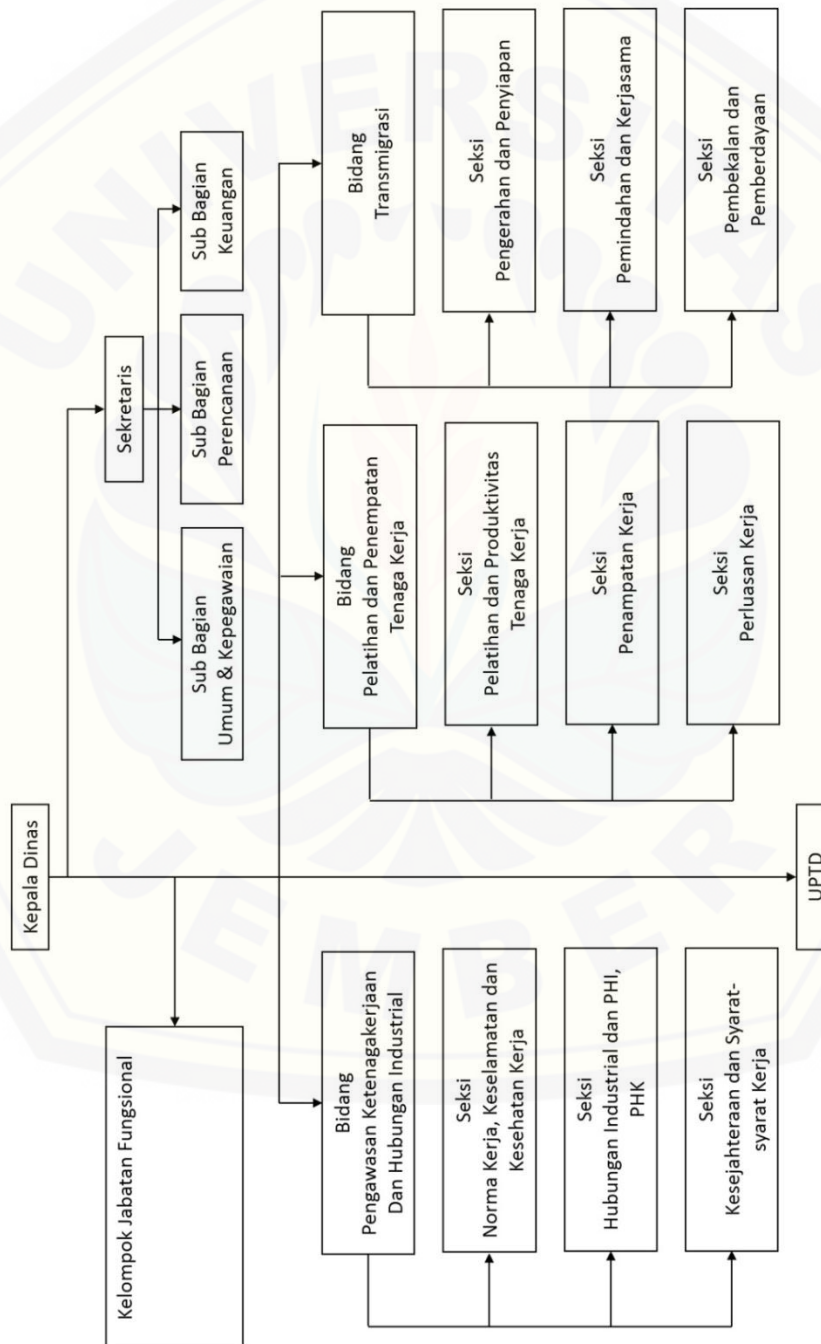 Kepala Dinas
Kelompok Jabatan Fungsional
Sekretaris
Sub Bagian
Umum & Kepegawaian
Sub Bagian
Perencanaan
Sub Bagian
Keuangan
Bidang
Pengawasan Ketenagakerjaan
Dan Hubungan Industrial
Seksi
Norma Kerja, Keselamatan dan
Kesehatan Kerja
Seksi
Hubungan Industrial dan PHI,
PHK
Seksi
Kesejahteraan dan Syarat-
syarat Kerja
Bidang
Pelatihan dan Penempatan
Tenaga Kerja
Seksi
Pelatihan dan Produktivitas
Tenaga Kerja
Seksi
Penampatan Kerja
Seksi
Perluasan Kerja
Bidang
Transmigrasi
Seksi
Pengerahan dan Penyiapan
Seksi
Pemindahan dan Kerjasama
Seksi
Pembekalan dan
Pemberdayaan
UPTD
UNIVERSITAS
JEMBER